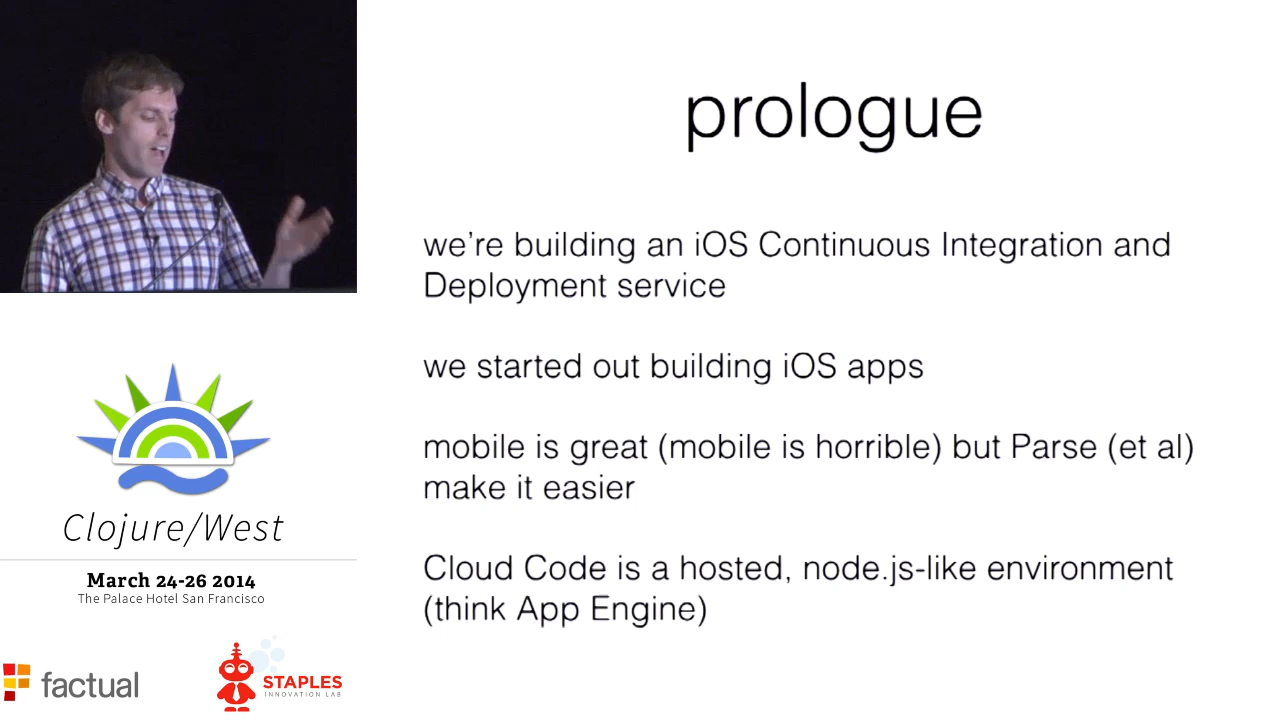 prologue
we're building an iOS Continuous Integration and
Deployment service
we started out building iOS apps
mobile is great (mobile is horrible) but Parse (et al)
make it easier
Cloud Code is a hosted, node.js-like environment
(think App Engine)
Clojure/West
March 24-26 2014
The Palace Hotel San Francisco
factual
STAPLES
INNOVATION LAB